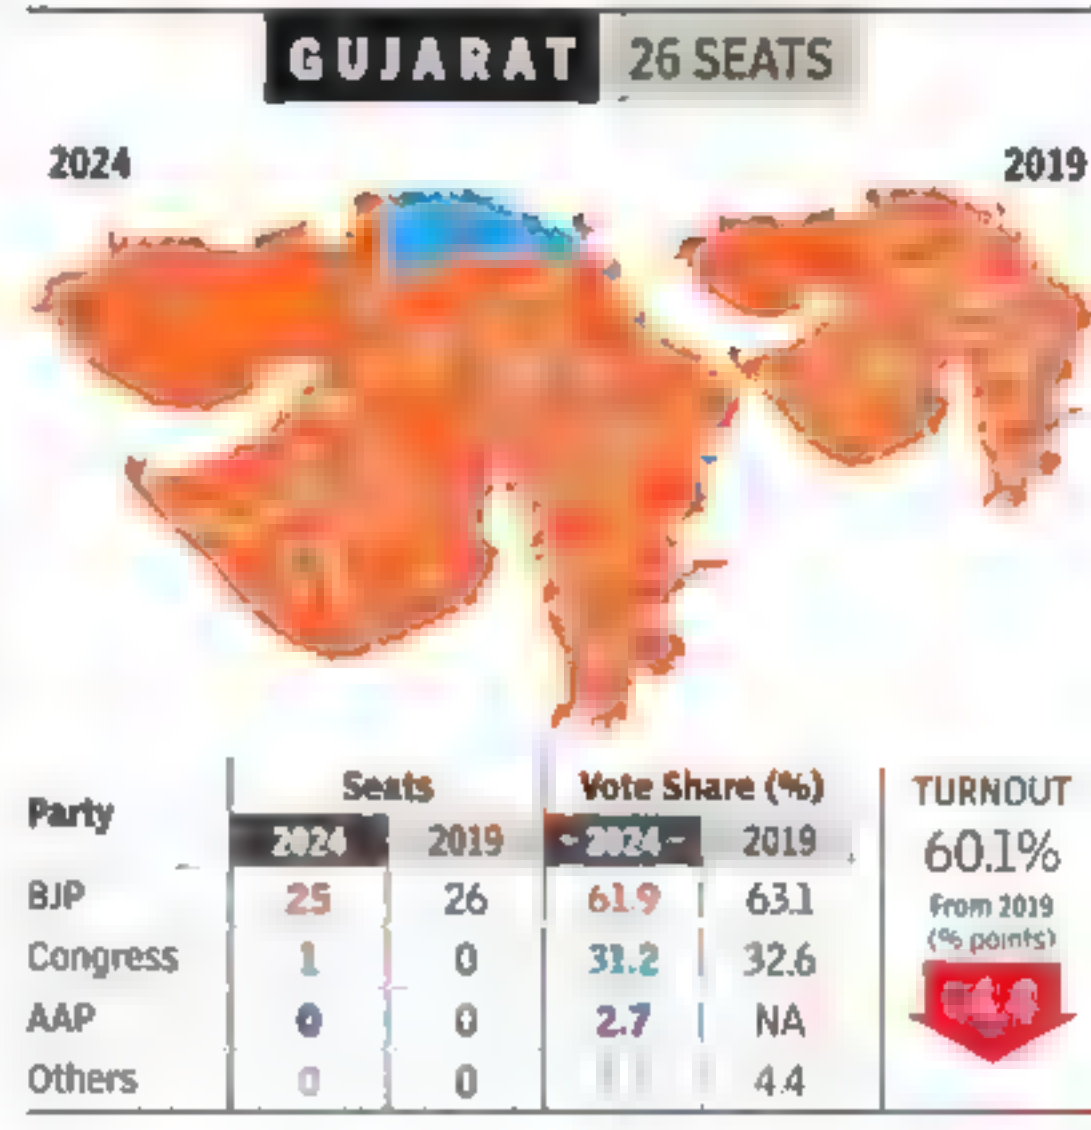 GUJARAT 26 SEATS
2024 2019
Party Seats Vote Share (%)
2024 2019 2024 2019
BJP 25 26 61.9 63.1
Congress 1 0 31.2 32.6
AAP 0 0 2.7 NA
Others 0 0 4.4
TURNOUT
60.1%
From 2019
(% points)